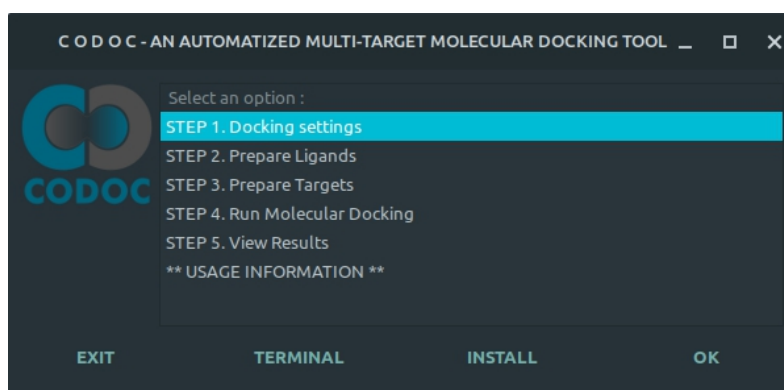 C O D O C - AN AUTOMATIZED MULTI-TARGET MOLECULAR DOCKING TOOL
CODOC
Select an option :
STEP 1. Docking settings
STEP 2. Prepare Ligands
STEP 3. Prepare Targets
STEP 4. Run Molecular Docking
STEP 5. View Results
** USAGE INFORMATION **
EXIT TERMINAL INSTALL OK